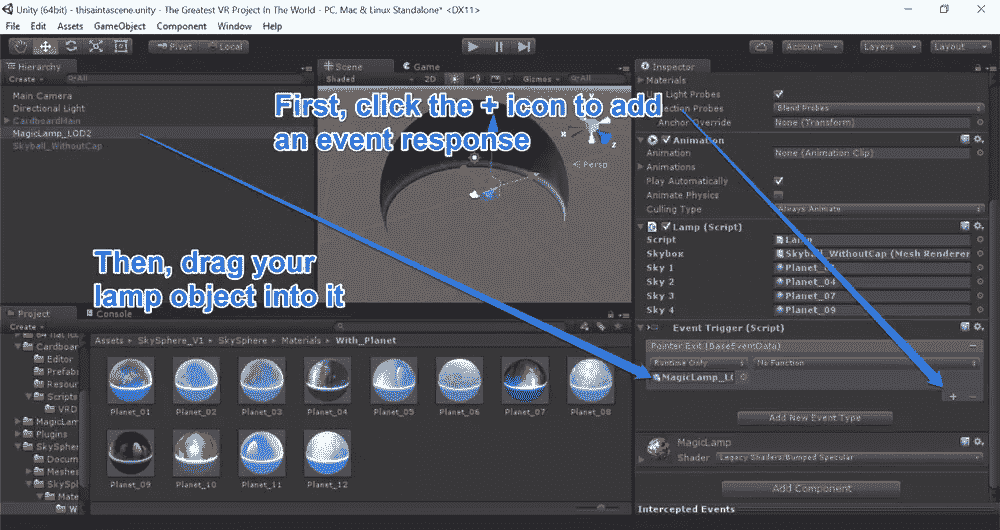 Unity (64bit) - thisaintascene.unity - The Greatest VR Project In The World - PC, Mac & Linux Standalone* <DX11>
File Edit Assets GameObject Component Window Help
Pivot Local Account Layers Layout
Hierarchy
Create All
Main Camera
Directional Light
CardboardMain
MagicLamp_LOD2
Skyball_WithoutCap
Scene Game
Shaded 2D Gizmos All
Persp
x
z
First, click the + icon to add
an event response
Then, drag your
lamp object into it
Inspector
Materials
Use Light Probes
Blend Probes
Anchor Override None (Transform)
Animation
Animation None (Animation Clip)
Animations
Play Automatically
Animate Physics
Culling Type Always Animate
Lamp (Script)
Script Lamp
Skybox Skyball_WithoutCap (Mesh Renderer
Sky 1
Sky 2 Planet_04
Sky 3 Planet_07
Sky 4 Planet_09
Event Trigger (Script)
Pointer Exit (BaseEventData)
Runtime Only No Function
MagicLamp_LO
Add New Event Type
MagicLamp
Shader Legacy Shaders/Bumped Specular
Add Component
Intercepted Events
Project Console
Create
Cardboard
Editor
Prefab
Resour
Scripts
VRD
MagicLam
Plugins
SkySphere
Docum
Meshes
SkySp
Mate
W
Assets SkySphere_V1 SkySphere Materials With_Planet
Planet_01 Planet_02 Planet_03 Planet_04 Planet_05 Planet_06 Planet_07 Planet_08
Planet_09 Planet_10 Planet_11 Planet_12